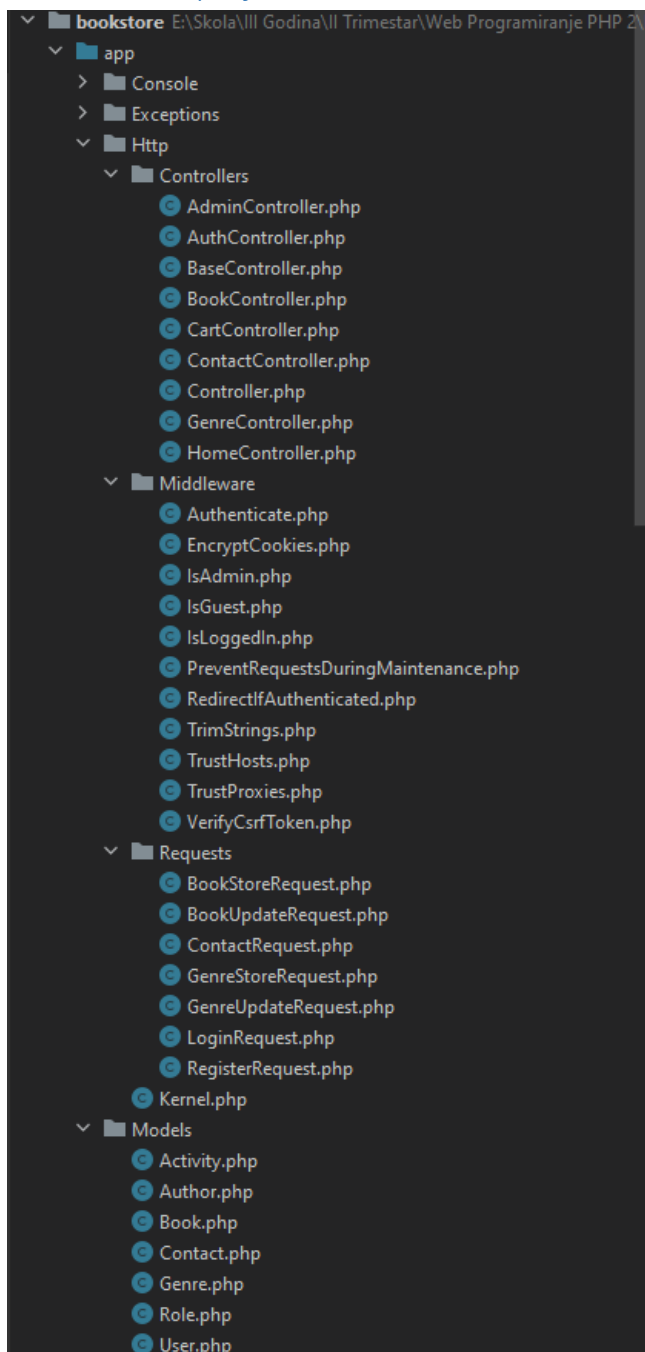 bookstore E:\Skola\III Godina\II Trimestar\Web Programiranje PHP 2\
app
Console
Exceptions
Http
Controllers
AdminController.php
AuthController.php
BaseController.php
BookController.php
CartController.php
ContactController.php
Controller.php
GenreController.php
HomeController.php
Middleware
Authenticate.php
EncryptCookies.php
IsAdmin.php
IsGuest.php
IsLoggedIn.php
PreventRequestsDuringMaintenance.php
RedirectIfAuthenticated.php
TrimStrings.php
TrustHosts.php
TrustProxies.php
VerifyCsrfToken.php
Requests
BookStoreRequest.php
BookUpdateRequest.php
ContactRequest.php
GenreStoreRequest.php
GenreUpdateRequest.php
LoginRequest.php
RegisterRequest.php
Kernel.php
Models
Activity.php
Author.php
Book.php
Contact.php
Genre.php
Role.php
User.php